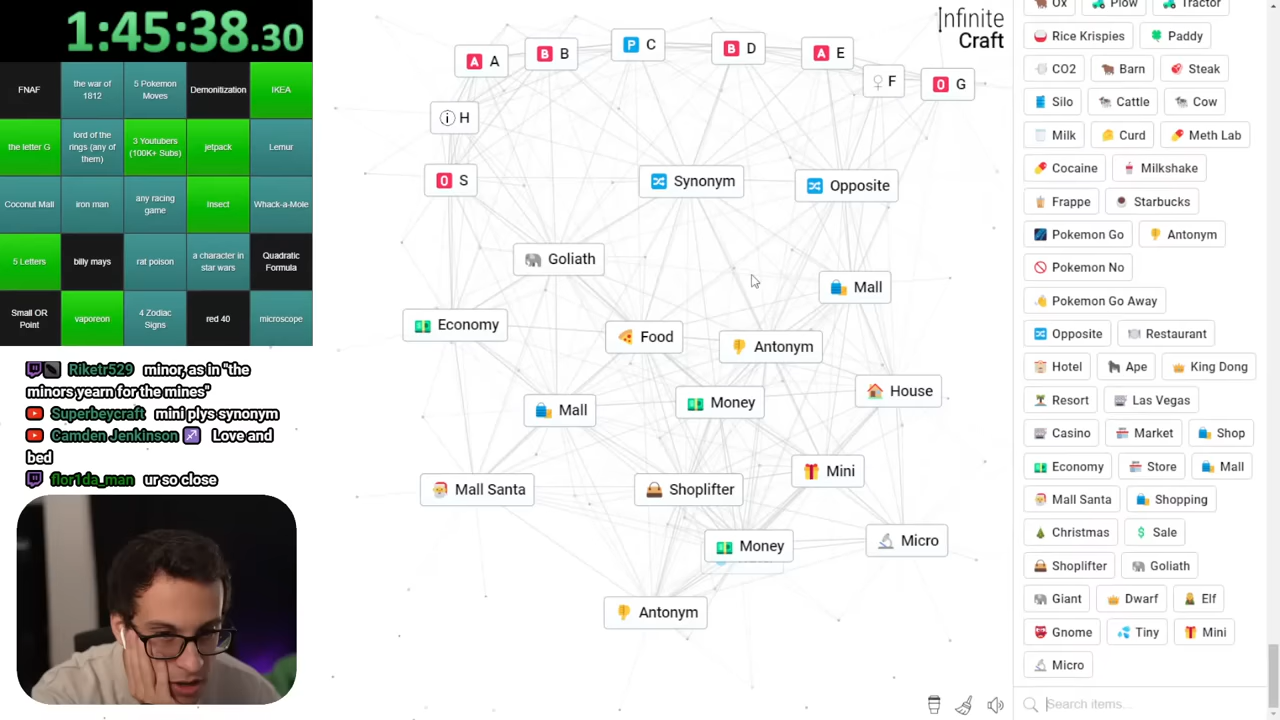 1:45:38.30
FNAF
the war of
1812
5 Pokemon
Moves
Demonitization
IKEA
the letter G
lord of the
rings (any of
them)
3 Youtubers
(100K+ Subs)
jetpack
Lemur
Coconut Mall
iron man
any racing
game
Insect
Whack-a-Mole
5 Letters
billy mays
rat poison
a character in
star wars
Quadratic
Formula
Small OR
Point
vaporeon
4 Zodiac
Signs
red 40
microscope
Riketr529 minor, as in "the
minors yearn for the mines"
Superbeycraft mini plys synonym
Camden Jenkinson Love and
bed
flor1da_man ur so close
Infinite
Craft
A A
B B
P C
B D
A E
F
O G
H
O S
Synonym
Opposite
Goliath
Mall
Economy
Food
Antonym
House
Mall
Money
Mini
Mall Santa
Shoplifter
Money
Micro
Antonym
Ox Plow Tractor
Rice Krispies Paddy
CO2 Barn Steak
Silo Cattle Cow
Milk Curd Meth Lab
Cocaine Milkshake
Frappe Starbucks
Pokemon Go Antonym
Pokemon No
Pokemon Go Away
Opposite Restaurant
Hotel Ape King Dong
Resort Las Vegas
Casino Market Shop
Economy Store Mall
Mall Santa Shopping
Christmas $ Sale
Shoplifter Goliath
Giant Dwarf Elf
Gnome Tiny Mini
Micro
Search items...